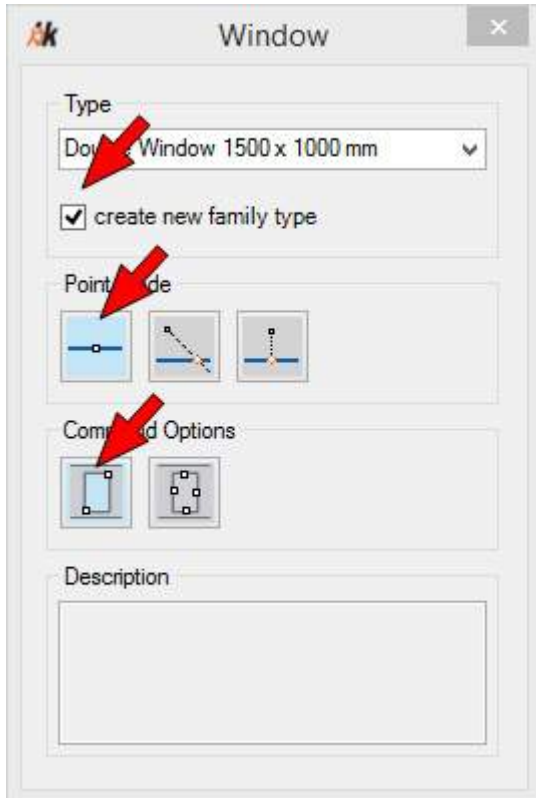 Window
Type
Window 1500 x 1000 mm
create new family type
Point
Options
Description